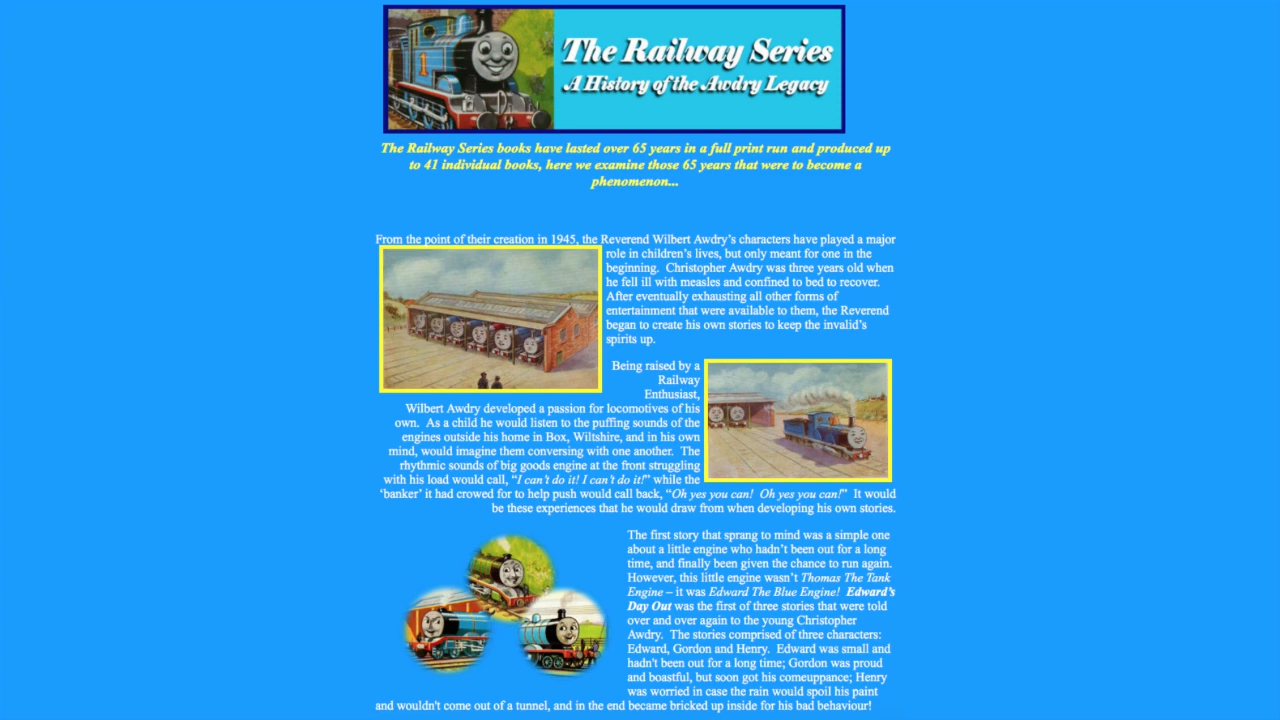 The Railway Series
A History of the Awdry Legacy
The Railway Series books have lasted over 65 years in a full print run and produced up
to 41 individual books, here we examine those 65 years that were to become a
phenomenon...
From the point of their creation in 1945, the Reverend Wilbert Awdry’s characters have played a major
role in children’s lives, but only meant for one in the
beginning.  Christopher Awdry was three years old when
he fell ill with measles and confined to bed to recover.
After eventually exhausting all other forms of
entertainment that were available to them, the Reverend
began to create his own stories to keep the invalid’s
spirits up.
Being raised by a
Railway
Enthusiast,
Wilbert Awdry developed a passion for locomotives of his
own.  As a child he would listen to the puffing sounds of the
engines outside his home in Box, Wiltshire, and in his own
mind, would imagine them conversing with one another.  The
rhythmic sounds of big goods engine at the front struggling
with his load would call, “I can’t do it! I can’t do it!” while the
‘banker’ it had crowed for to help push would call back, “Oh yes you can!  Oh yes you can!”  It would
be these experiences that he would draw from when developing his own stories.
The first story that sprang to mind was a simple one
about a little engine who hadn’t been out for a long
time, and finally been given the chance to run again.
However, this little engine wasn’t Thomas The Tank
Engine – it was Edward The Blue Engine!  Edward’s
Day Out was the first of three stories that were told
over and over again to the young Christopher
Awdry.  The stories comprised of three characters:
Edward, Gordon and Henry.  Edward was small and
hadn't been out for a long time; Gordon was proud
and boastful, but soon got his comeuppance; Henry
was worried in case the rain would spoil his paint
and wouldn't come out of a tunnel, and in the end became bricked up inside for his bad behaviour!
1